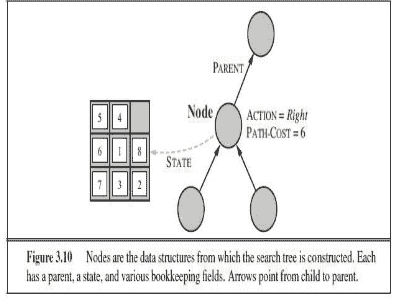 PARENT
Node
ACTION = Right
PATH-COST = 6
5 4
6 1 8
STATE
7 3 2
Figure 3.10 Nodes are the data structures from which the search tree is constructed. Each
has a parent, a state, and various bookkeeping fields. Arrows point from child to parent.